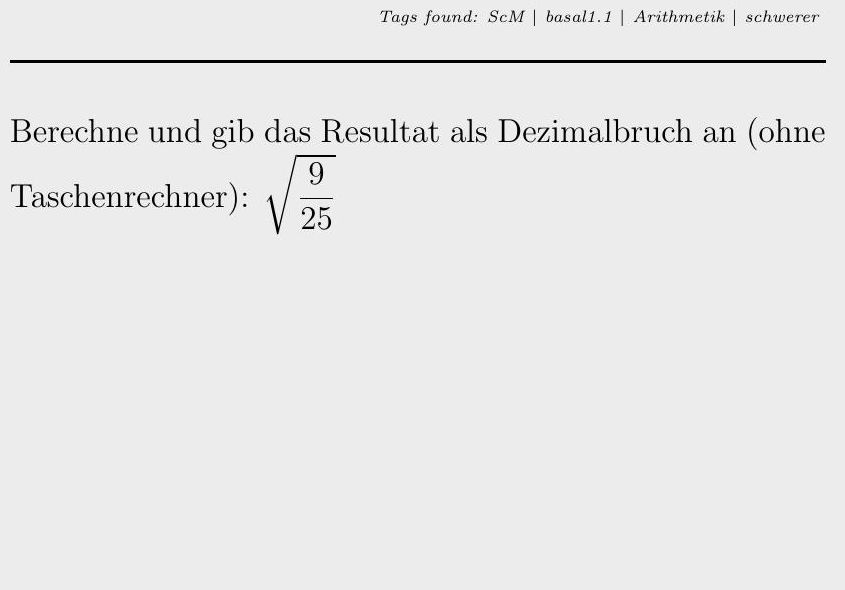 Tags found: ScM | basal1.1 | Arithmetik | schwerer
Berechne und gib das Resultat als Dezimalbruch an (ohne
Taschenrechner): $\sqrt{\frac{9}{25}}$